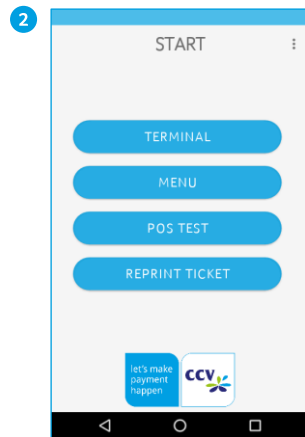 2
START
TERMINAL
MENU
POS TEST
REPRINT TICKET
let's make
payment
happen
CCV